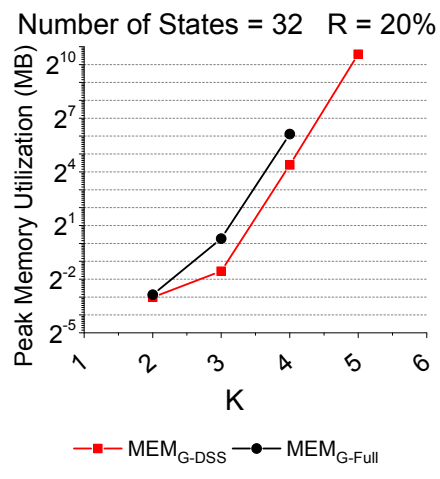 Number of States = 32 R = 20%
Peak Memory Utilization (MB)
2^10
2^7
2^4
2^1
2^-2
2^-5
1 2 3 4 5 6
K
MEM_G-DSS MEM_G-Full